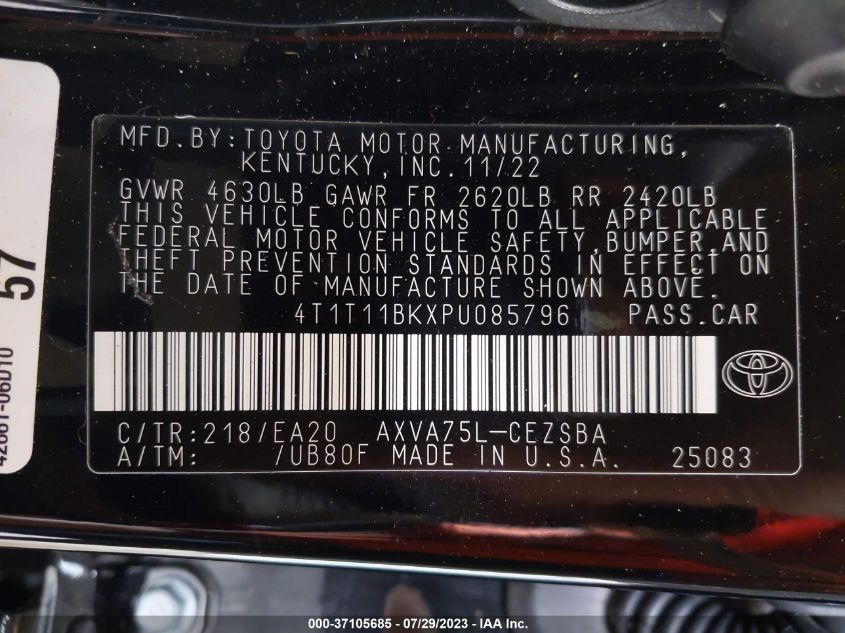 MFD.BY:TOYOTA MOTOR MANUFACTURING,
KENTUCKY,INC.11/22
GVWR 4630LB GAWR FR 2620LB RR 2420LB
THIS VEHICLE CONFORMS TO ALL APPLICABLE
FEDERAL MOTOR VEHICLE SAFETY,BUMPER,AND
THEFT PREVENTION STANDARDS IN EFFECT ON
THE DATE OF MANUFACTURE SHOWN ABOVE.
4T1T11BKXPU085796 PASS.CAR
C/TR:218/EA20 AXVA75L-CEZSBA
A/TM: /UB80F MADE IN U.S.A. 25083
57
42661-06D10
000-37105685 - 07/29/2023 - IAA Inc.